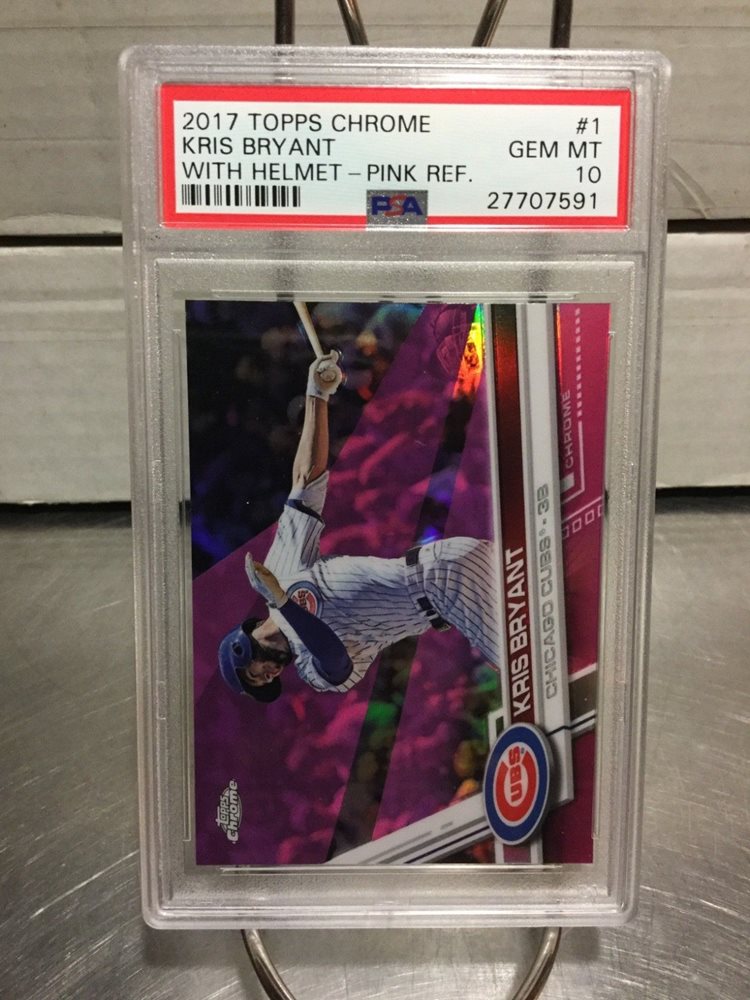 2017 TOPPS CHROME #1
KRIS BRYANT GEM MT
WITH HELMET – PINK REF. 10
PSA 27707591
CHROME
CHICAGO CUBS® • 3B
KRIS BRYANT
CUBS
CUBS
topps
chrome